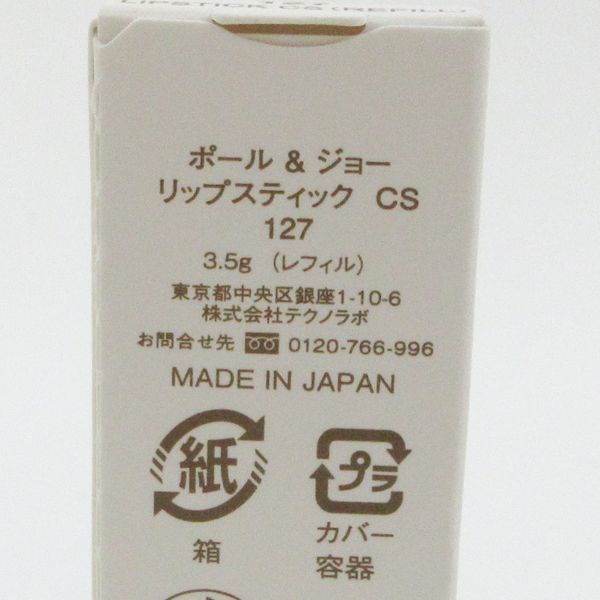 LIPSTICK CS (REFILL)
ポール & ジョー
リップスティック CS
127
3.5g (レフィル)
東京都中央区銀座1-10-6
株式会社テクノラボ
お問合せ先 0120-766-996
MADE IN JAPAN
紙
プラ
箱
カバー
容器